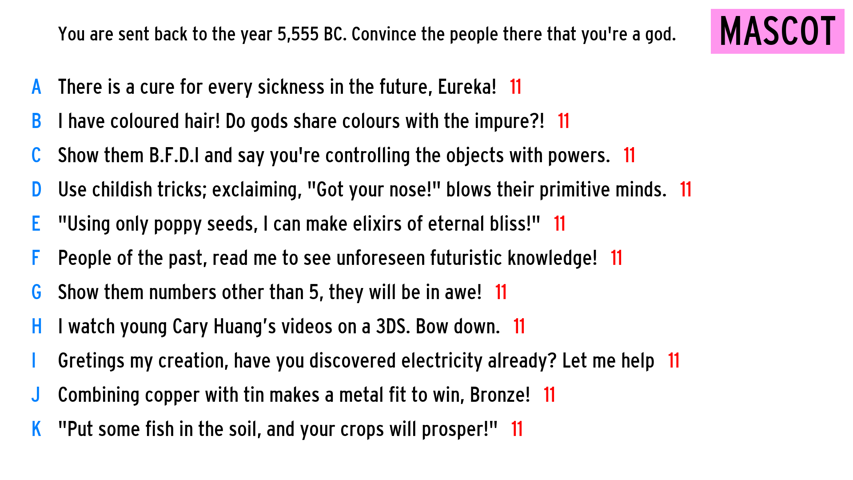 You are sent back to the year 5,555 BC. Convince the people there that you're a god.
MASCOT
A There is a cure for every sickness in the future, Eureka! 11
B I have coloured hair! Do gods share colours with the impure?! 11
C Show them B.F.D.I and say you're controlling the objects with powers. 11
D Use childish tricks; exclaiming, "Got your nose!" blows their primitive minds. 11
E "Using only poppy seeds, I can make elixirs of eternal bliss!" 11
F People of the past, read me to see unforeseen futuristic knowledge! 11
G Show them numbers other than 5, they will be in awe! 11
H I watch young Cary Huang's videos on a 3DS. Bow down. 11
I Gretings my creation, have you discovered electricity already? Let me help 11
J Combining copper with tin makes a metal fit to win, Bronze! 11
K "Put some fish in the soil, and your crops will prosper!" 11